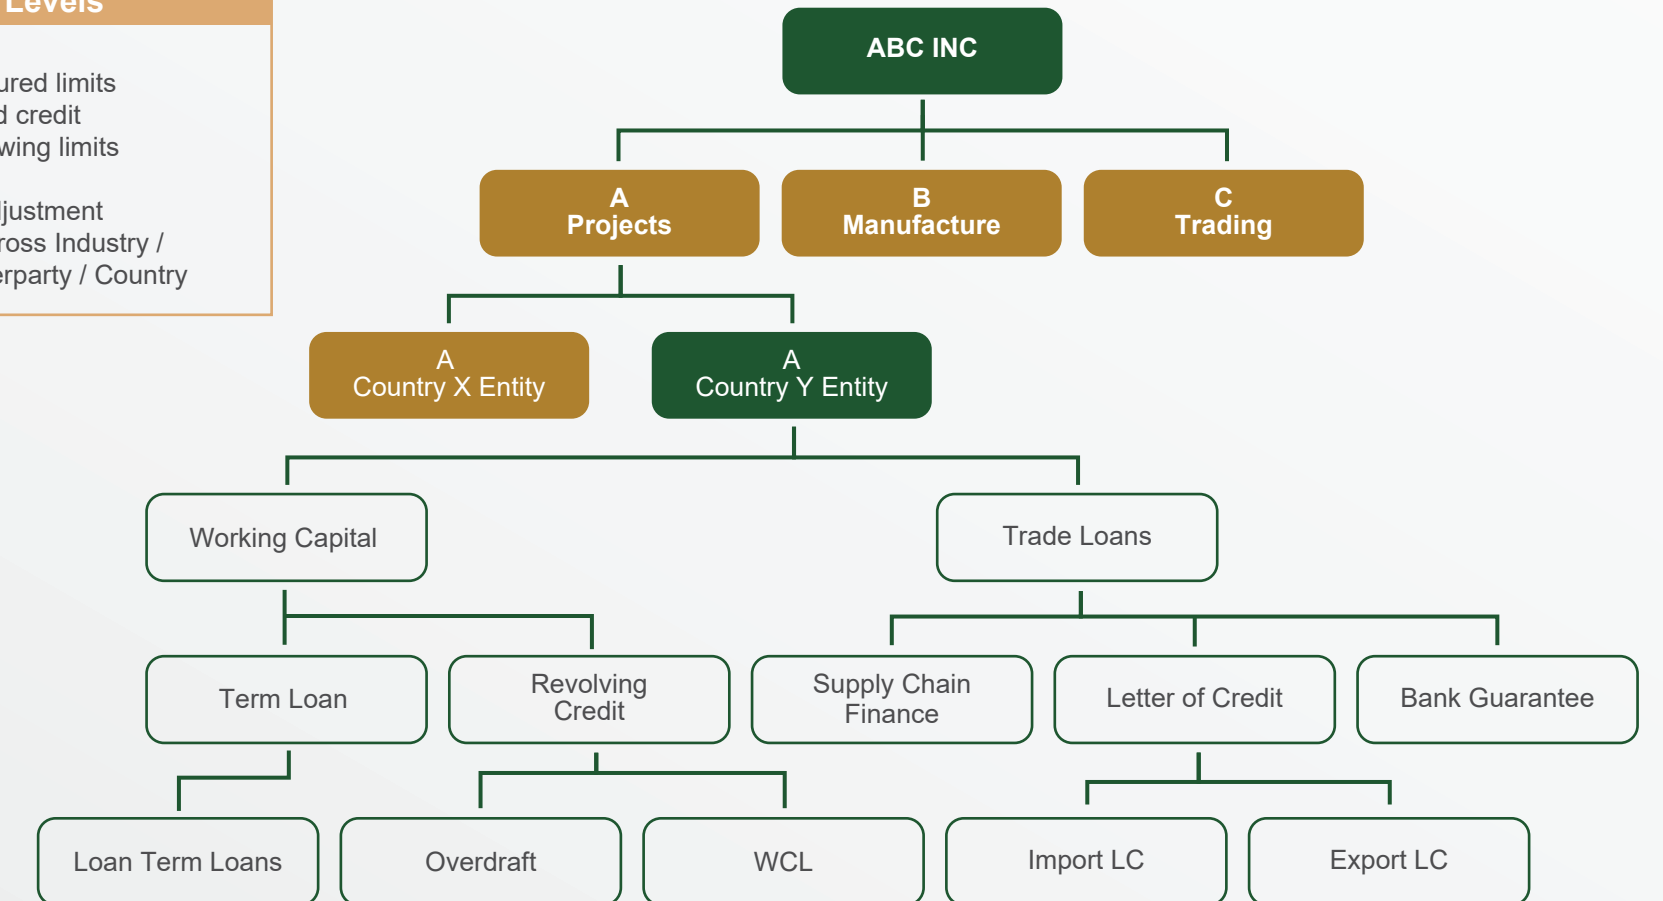 Levels
ured limits
d credit
wing limits
justment
ross Industry /
erparty / Country
ABC INC
A
Projects
B
Manufacture
C
Trading
A
Country X Entity
A
Country Y Entity
Working Capital
Trade Loans
Term Loan
Revolving
Credit
Supply Chain
Finance
Letter of Credit
Bank Guarantee
Loan Term Loans
Overdraft
WCL
Import LC
Export LC